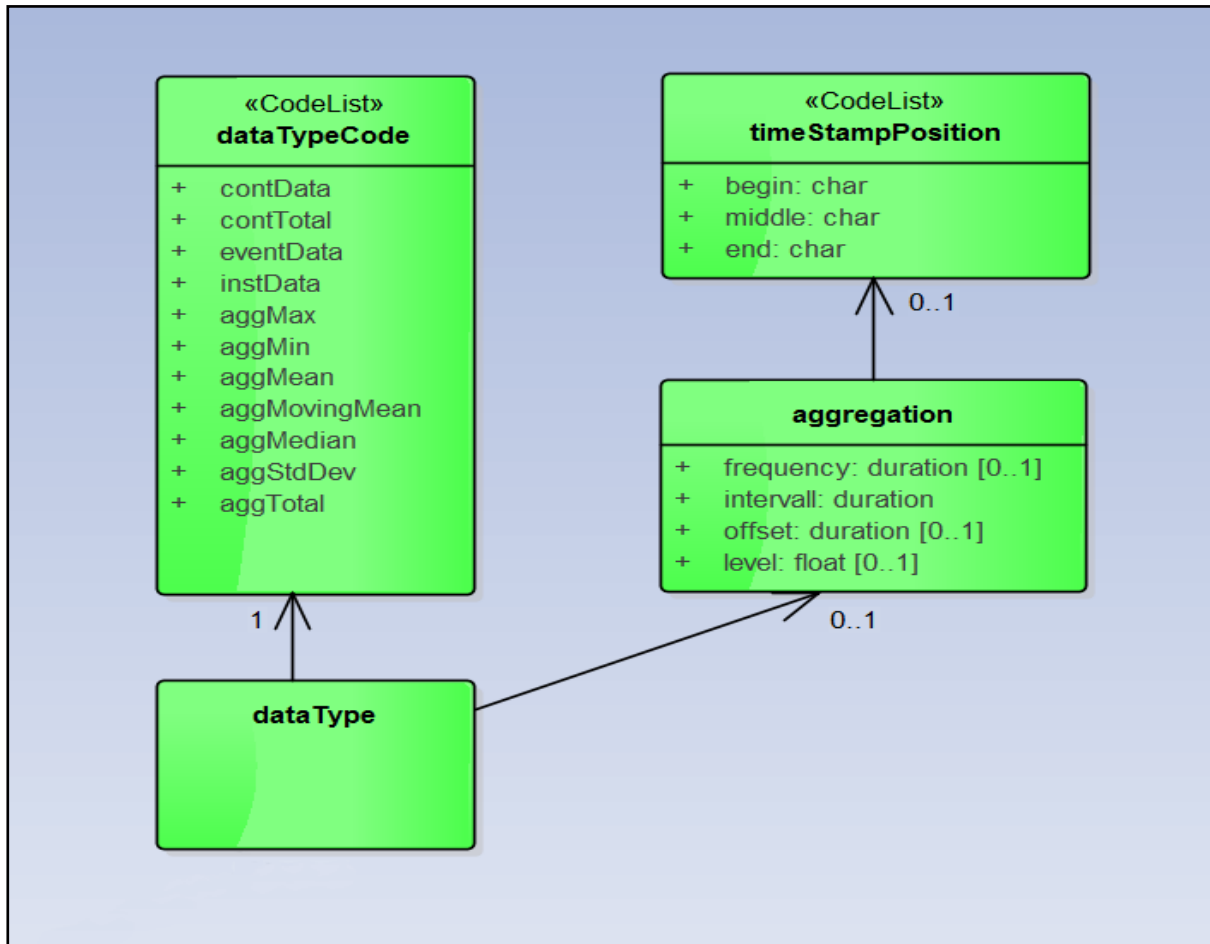 «CodeList»
dataTypeCode
+ contData
+ contTotal
+ eventData
+ instData
+ aggMax
+ aggMin
+ aggMean
+ aggMovingMean
+ aggMedian
+ aggStdDev
+ aggTotal
1
dataType
«CodeList»
timeStampPosition
+ begin: char
+ middle: char
+ end: char
0..1
aggregation
+ frequency: duration [0..1]
+ intervall: duration
+ offset: duration [0..1]
+ level: float [0..1]
0..1